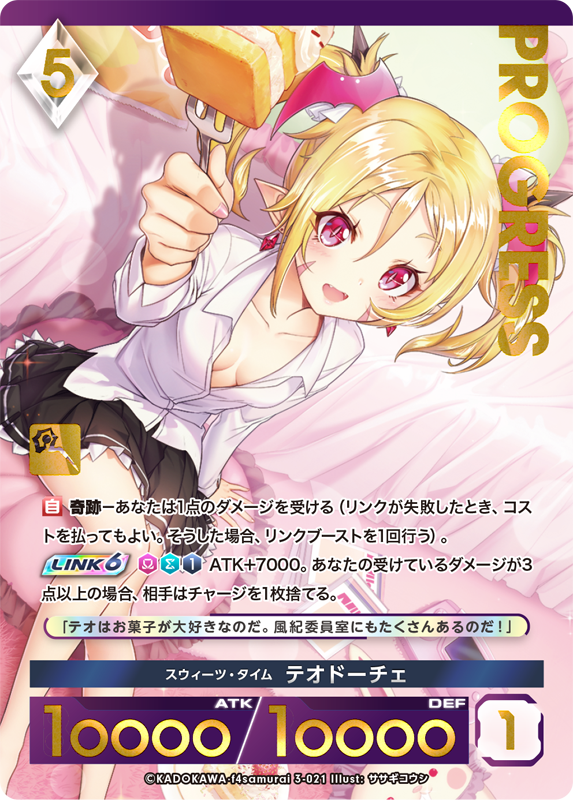 5
PROGRESS
自 奇跡－あなたは1点のダメージを受ける（リンクが失敗したとき、コス
トを払ってもよい。そうした場合、リンクブーストを1回行う）。
LINK 6 Ω Σ 1 ATK+7000。あなたの受けているダメージが3
点以上の場合、相手はチャージを1枚捨てる。
「テオはお菓子が大好きなのだ。風紀委員室にもたくさんあるのだ！」
スウィーツ・タイム テオドーチェ
ATK DEF
10000 10000 1
©KADOKAWA-f4samurai 3-021 Illust: ササギコウシ